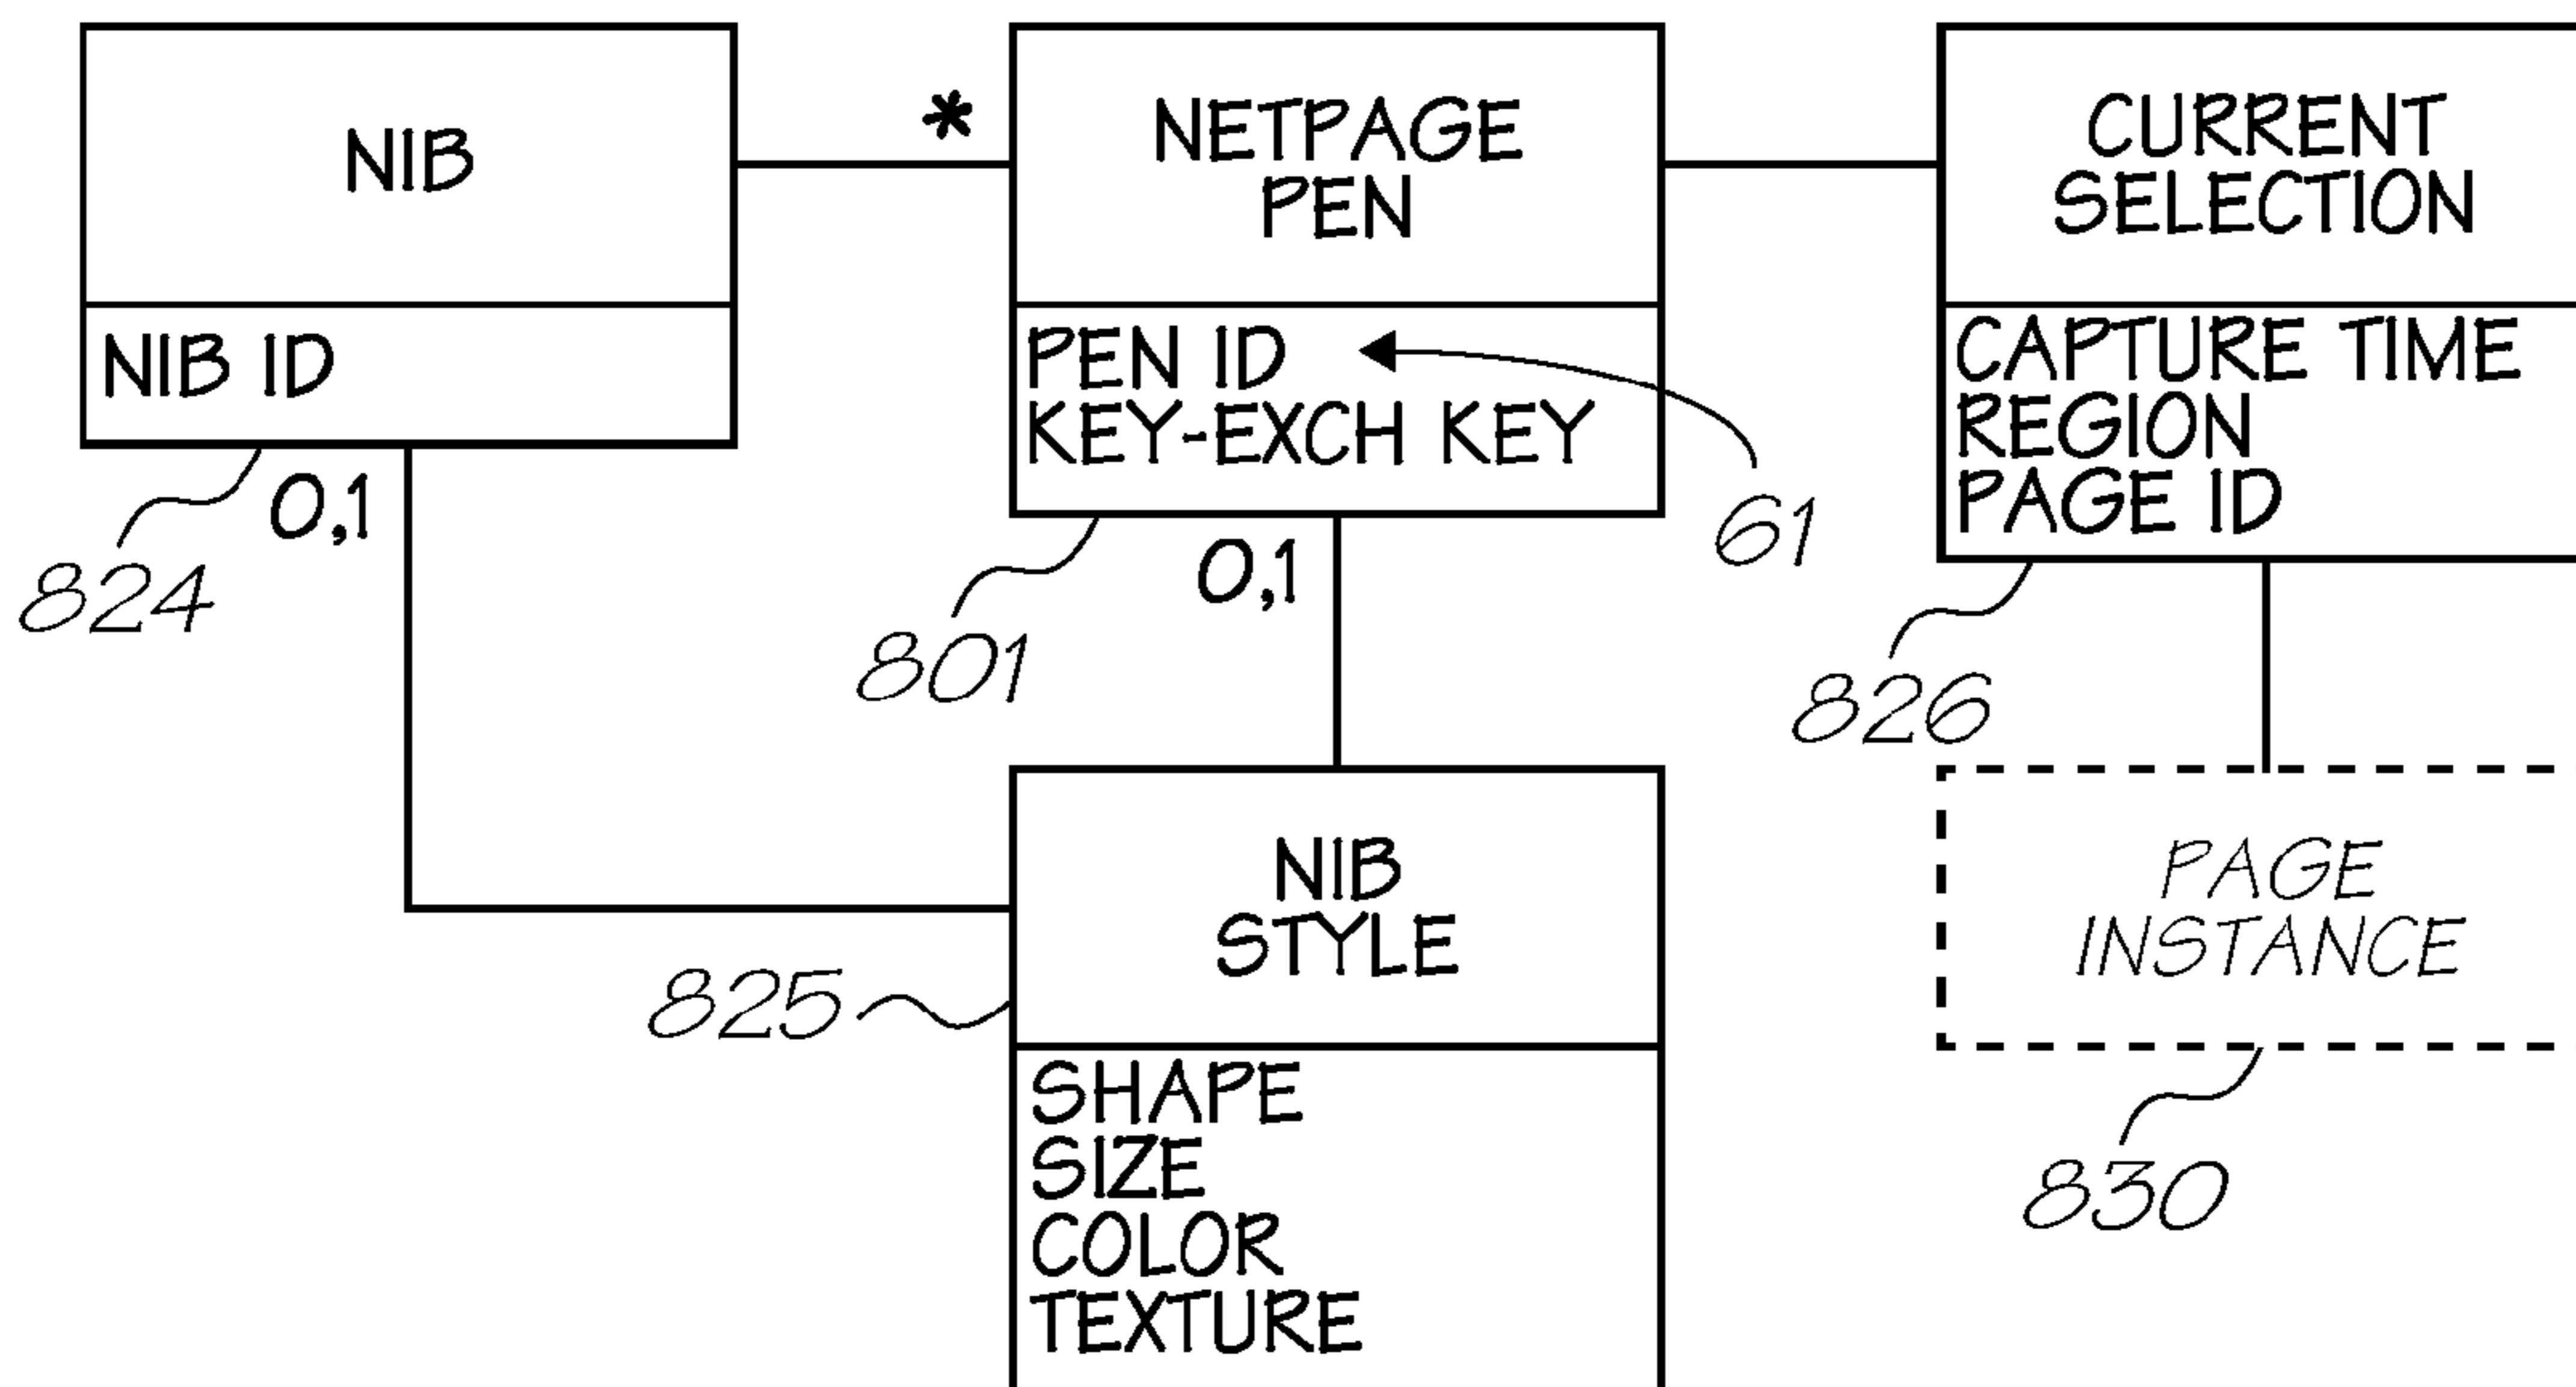 NIB
NIB ID
824
0,1
*
NETPAGE
PEN
PEN ID
KEY-EXCH KEY
61
801
0,1
CURRENT
SELECTION
CAPTURE TIME
REGION
PAGE ID
826
NIB
STYLE
825
SHAPE
SIZE
COLOR
TEXTURE
PAGE
INSTANCE
830